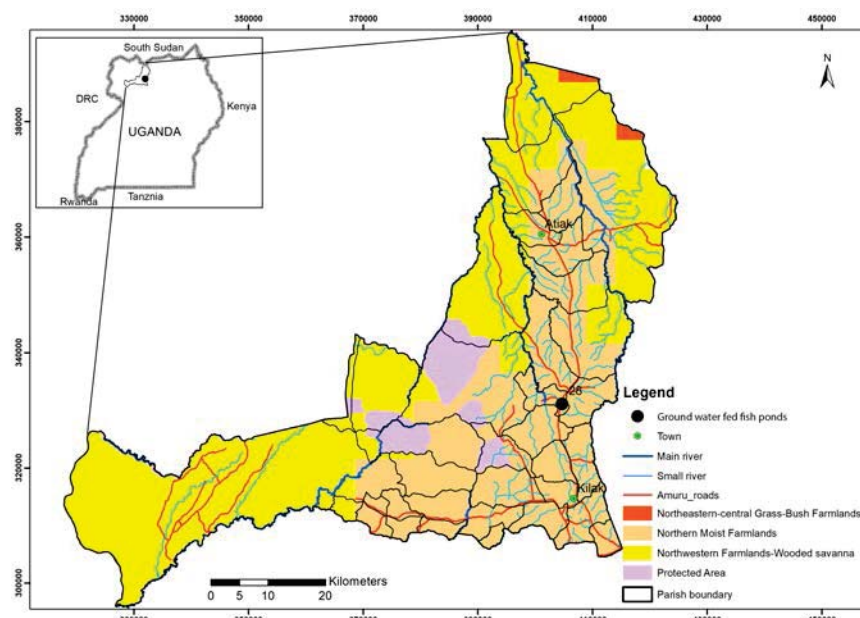 330000 350000 370000 390000 410000 430000 450000
South Sudan
N
DRC
Kenya
UGANDA
Rwanda
Tanznia
380000
360000
340000
320000
300000
Atiak
28
Kilak
Legend
Ground water fed fish ponds
Town
Main river
Small river
Amuru_roads
Northeastern-central Grass-Bush Farmlands
Northern Moist Farmlands
Northwestern Farmlands-Wooded savanna
Protected Area
Parish boundary
Kilometers
0 5 10 20